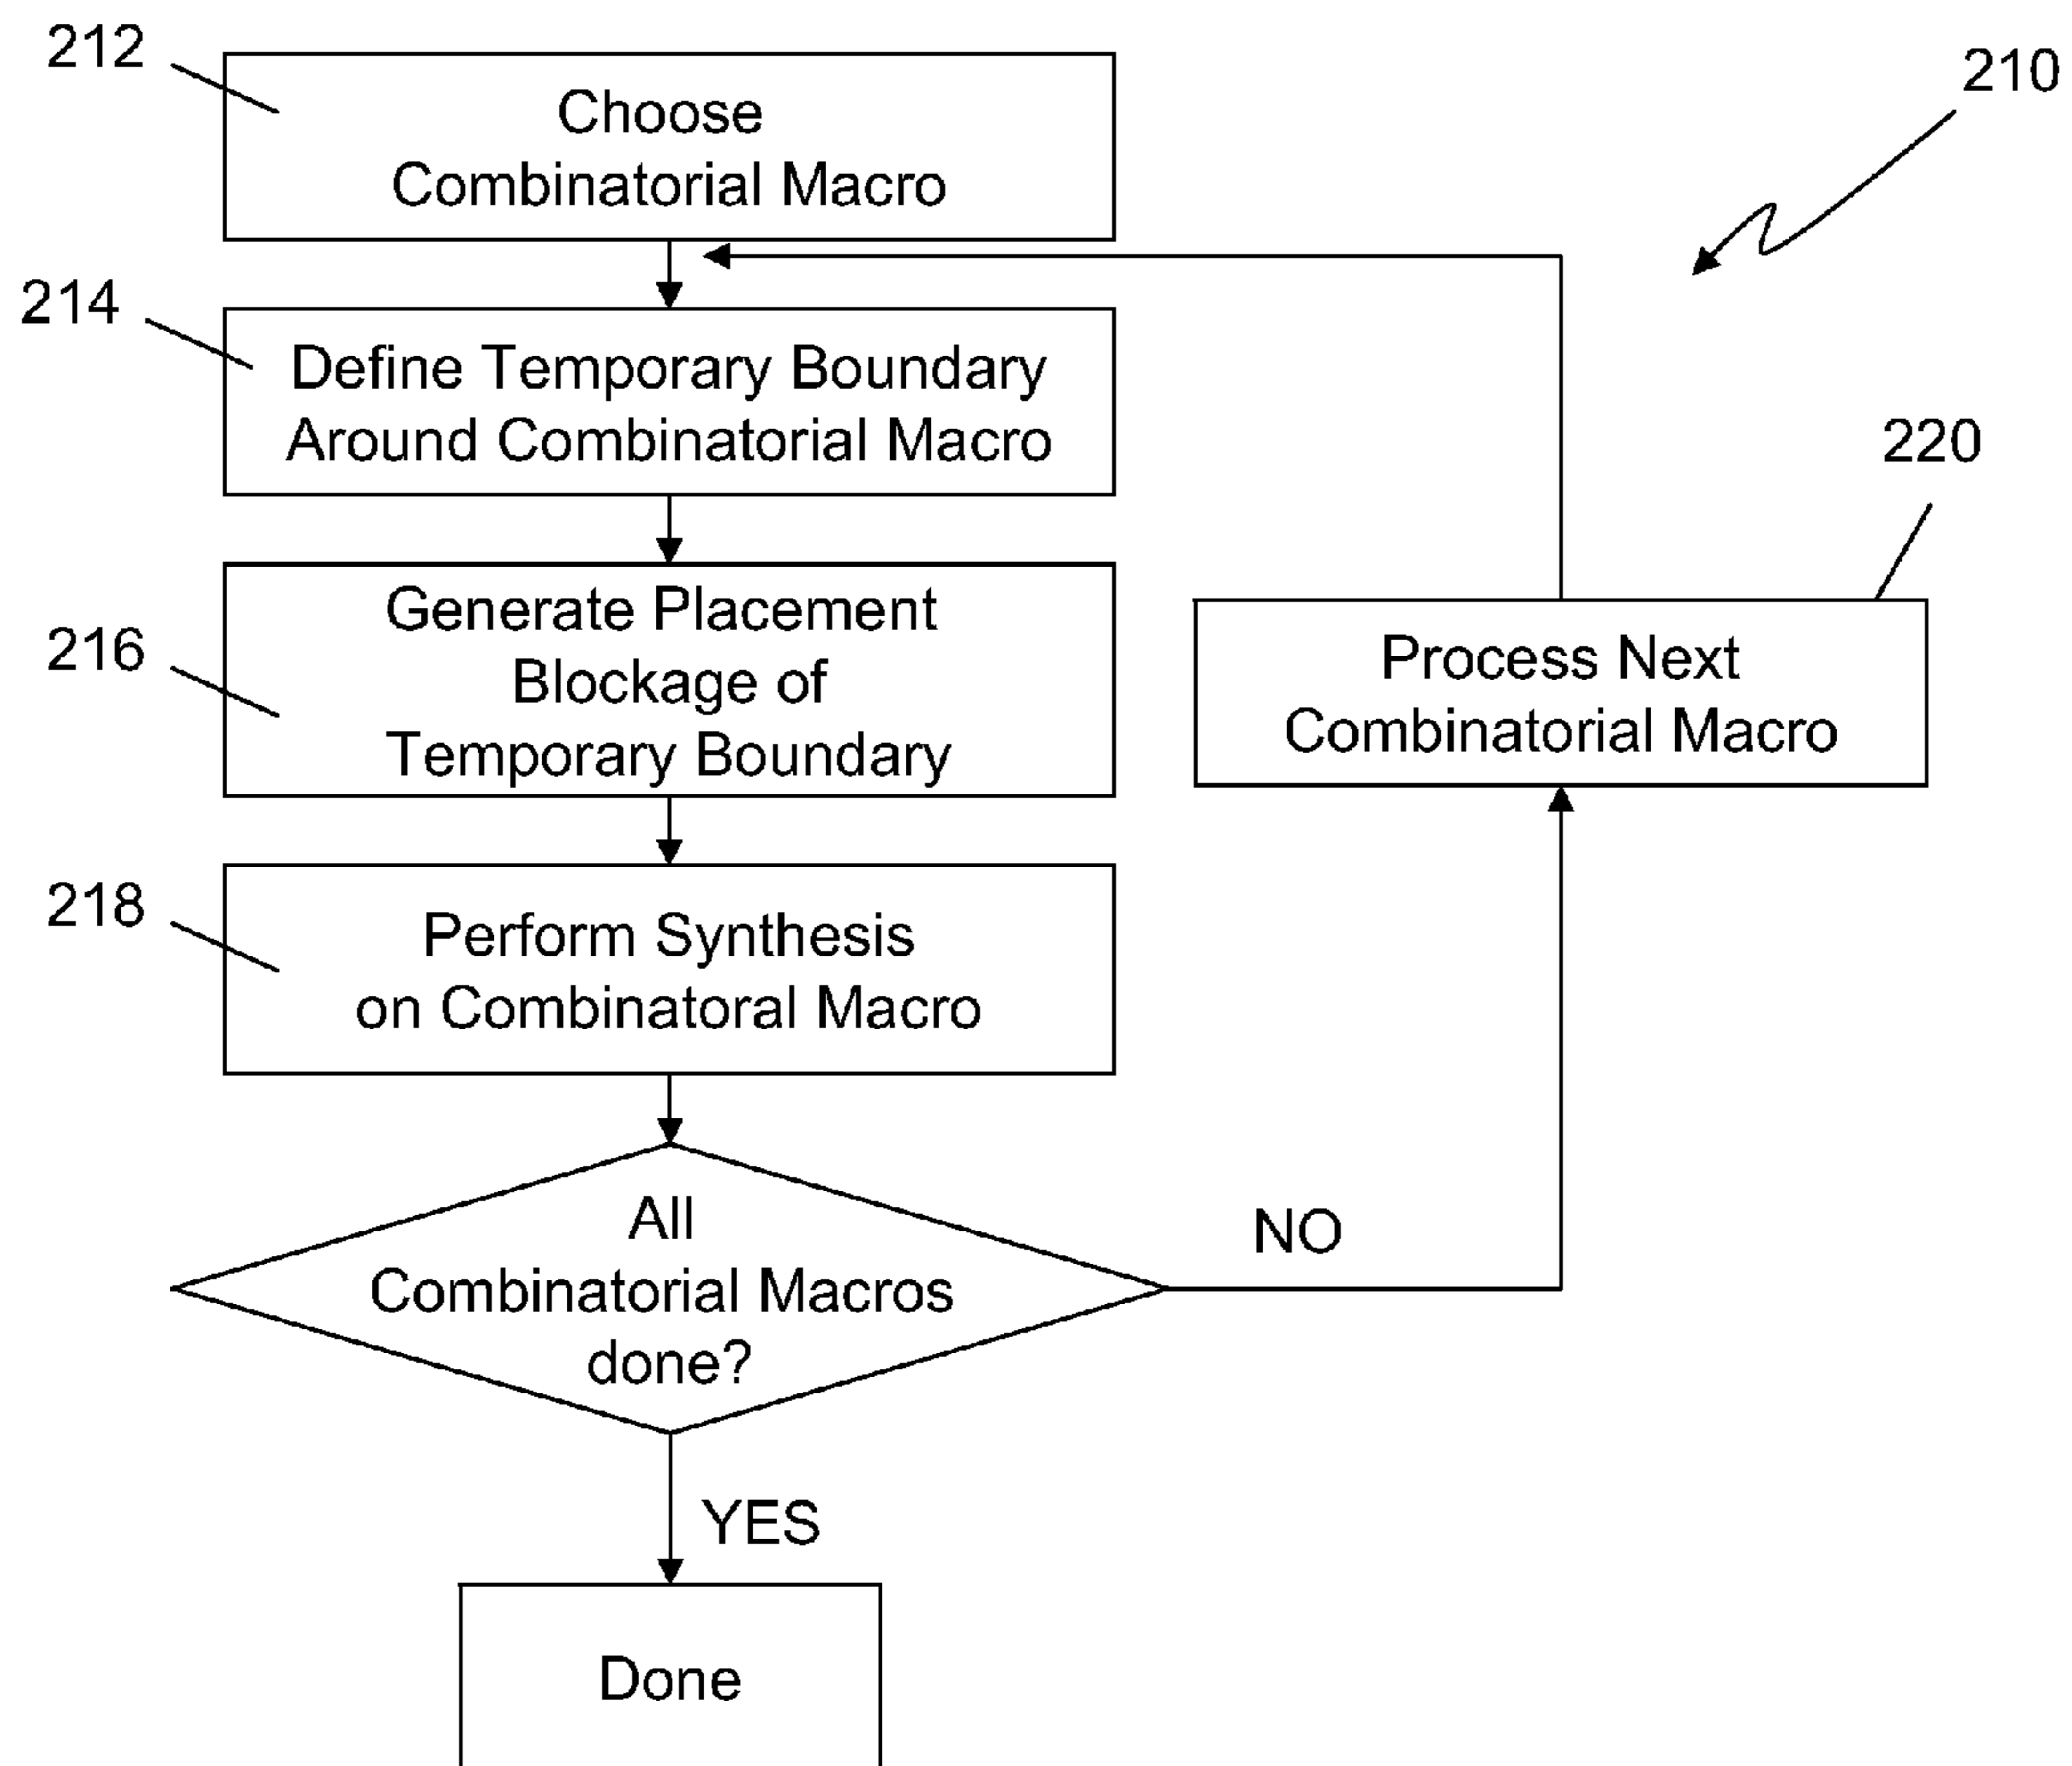 212
Choose
Combinatorial Macro
210
214
Define Temporary Boundary
Around Combinatorial Macro
216
Generate Placement
Blockage of
Temporary Boundary
220
Process Next
Combinatorial Macro
218
Perform Synthesis
on Combinatoral Macro
All
Combinatorial Macros
done?
NO
YES
Done